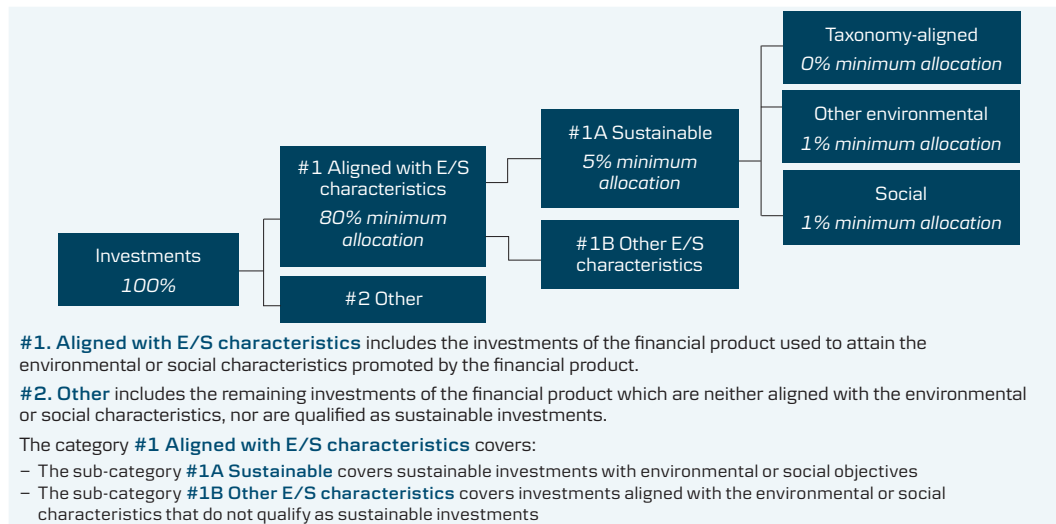 Taxonomy-aligned
0% minimum allocation
Other environmental
1% minimum allocation
#1A Sustainable
5% minimum
allocation
#1 Aligned with E/S
characteristics
80% minimum
allocation
Social
1% minimum allocation
#1B Other E/S
characteristics
Investments
100%
#2 Other
#1. Aligned with E/S characteristics includes the investments of the financial product used to attain the
environmental or social characteristics promoted by the financial product.
#2. Other includes the remaining investments of the financial product which are neither aligned with the environmental
or social characteristics, nor are qualified as sustainable investments.
The category #1 Aligned with E/S characteristics covers:
– The sub-category #1A Sustainable covers sustainable investments with environmental or social objectives
– The sub-category #1B Other E/S characteristics covers investments aligned with the environmental or social
characteristics that do not qualify as sustainable investments